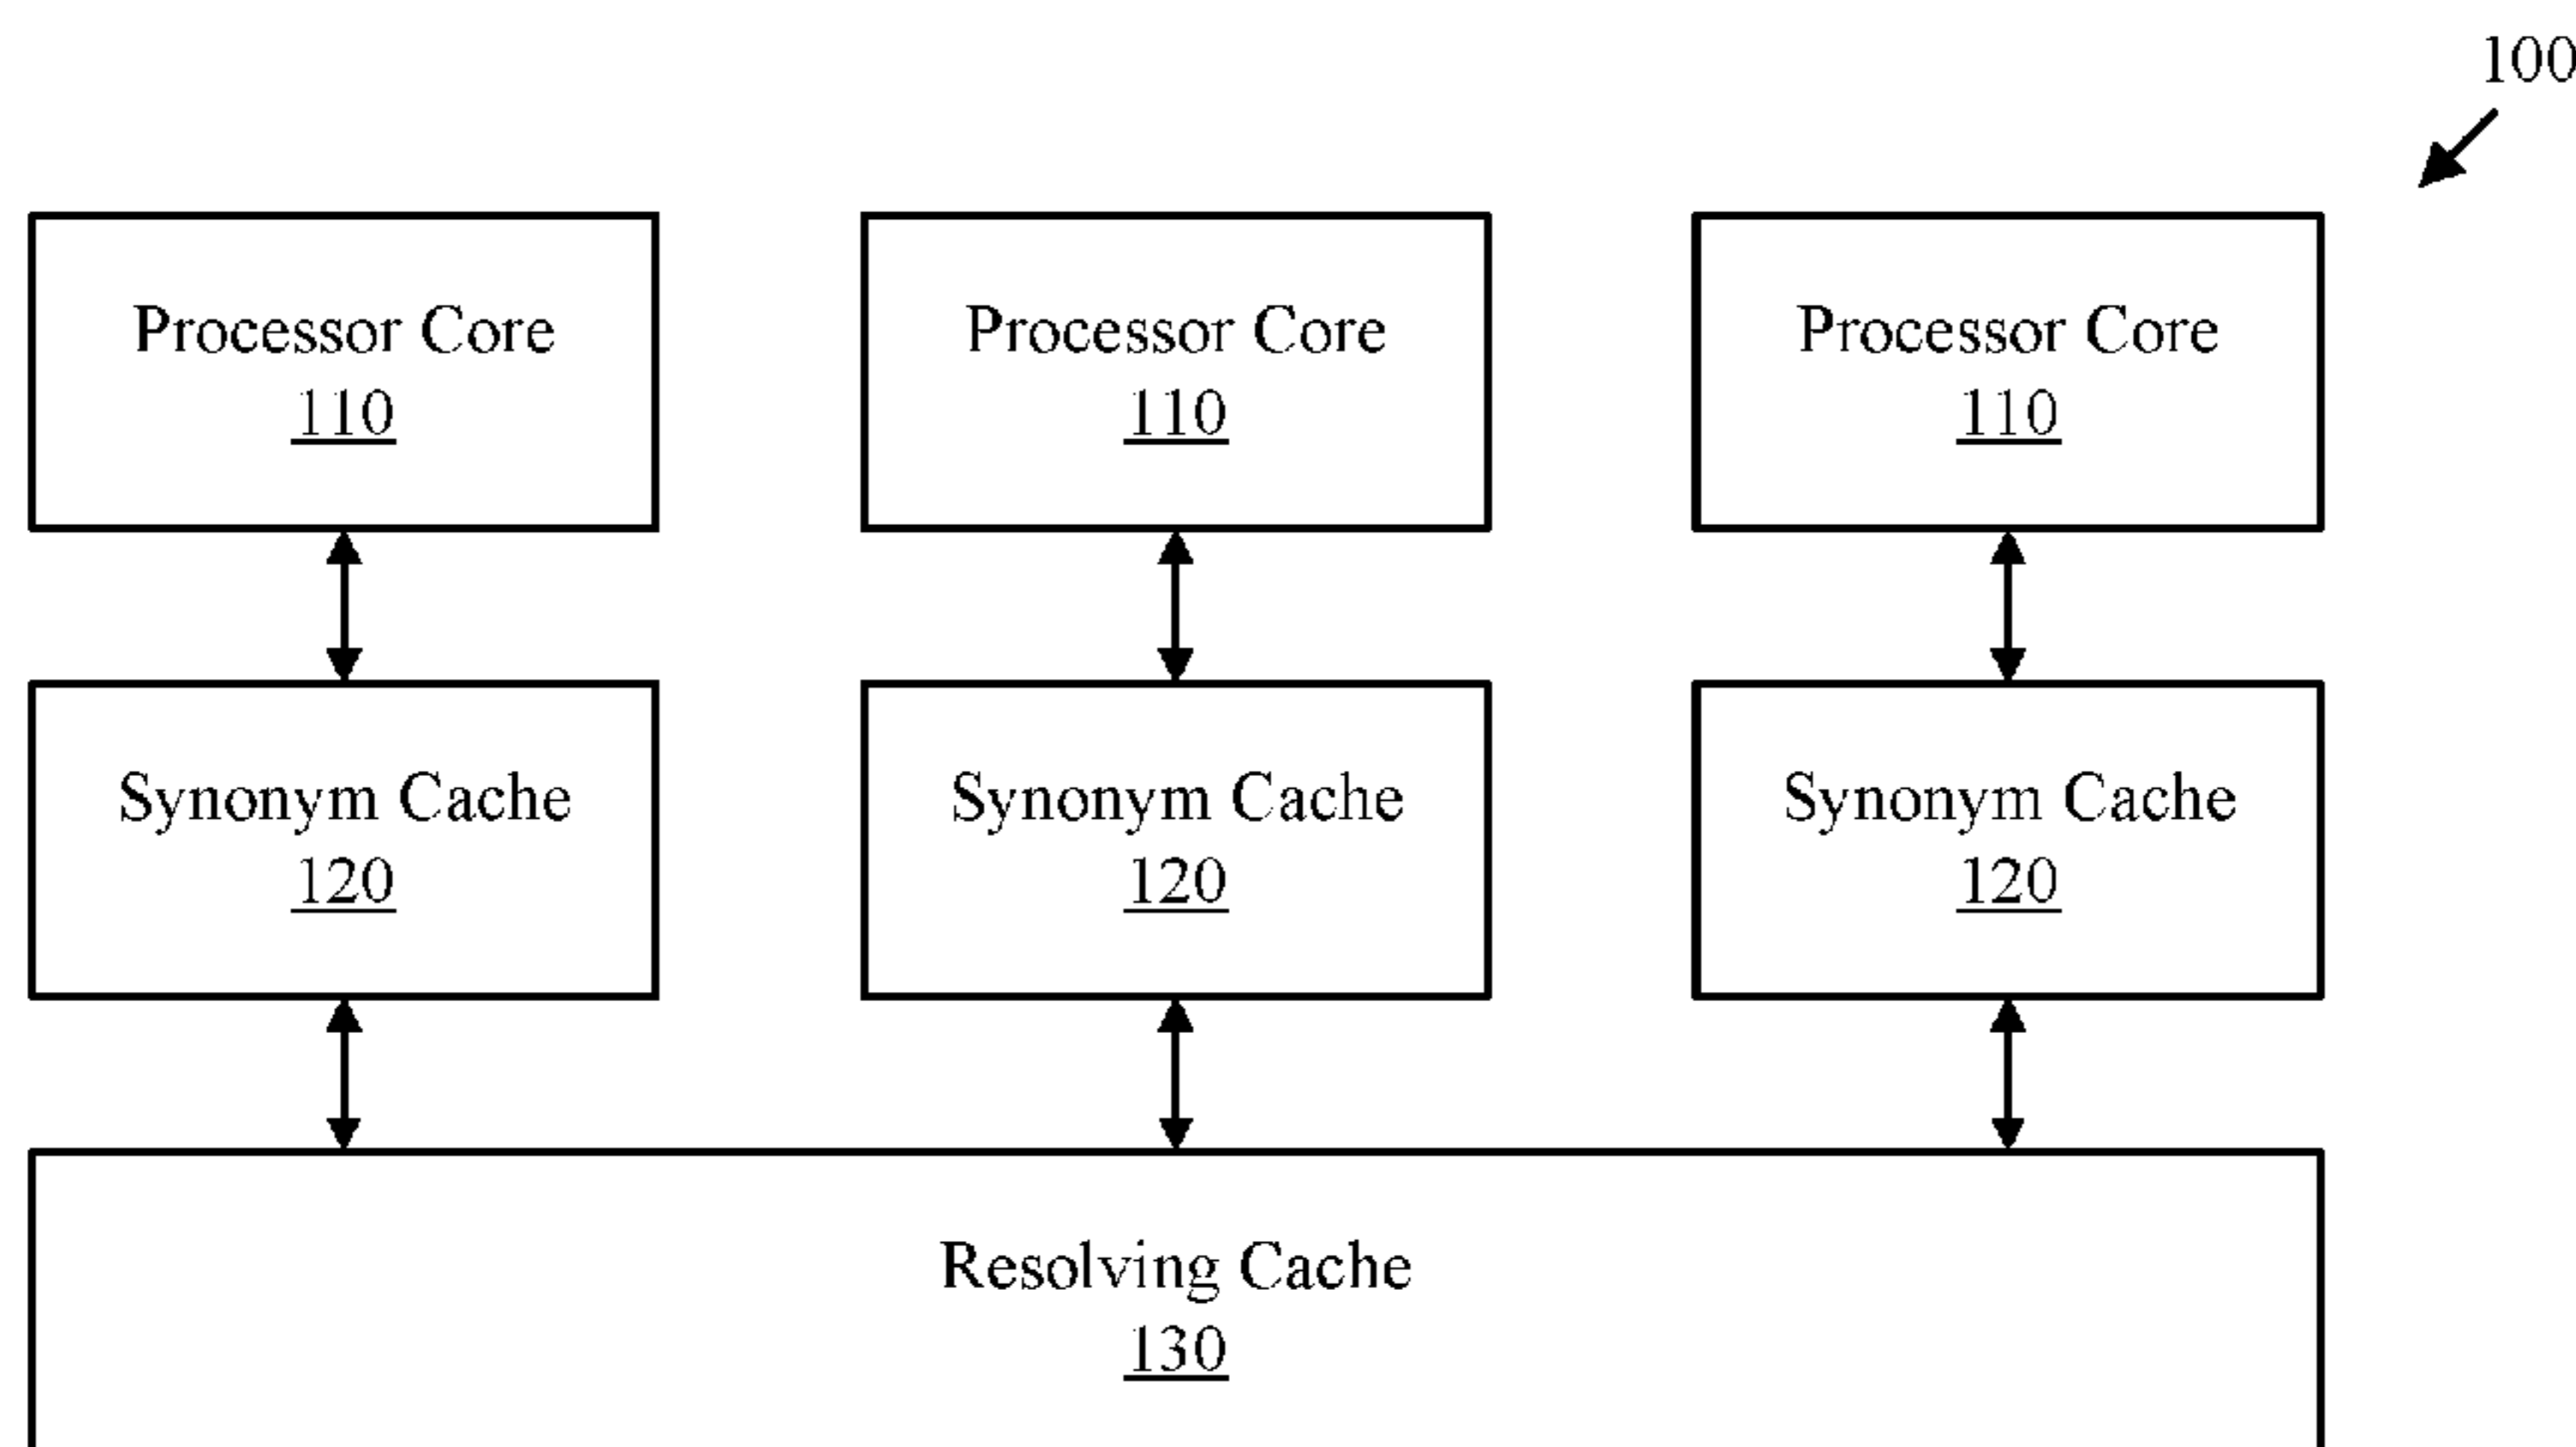 100
Processor Core
110
Processor Core
110
Processor Core
110
Synonym Cache
120
Synonym Cache
120
Synonym Cache
120
Resolving Cache
130